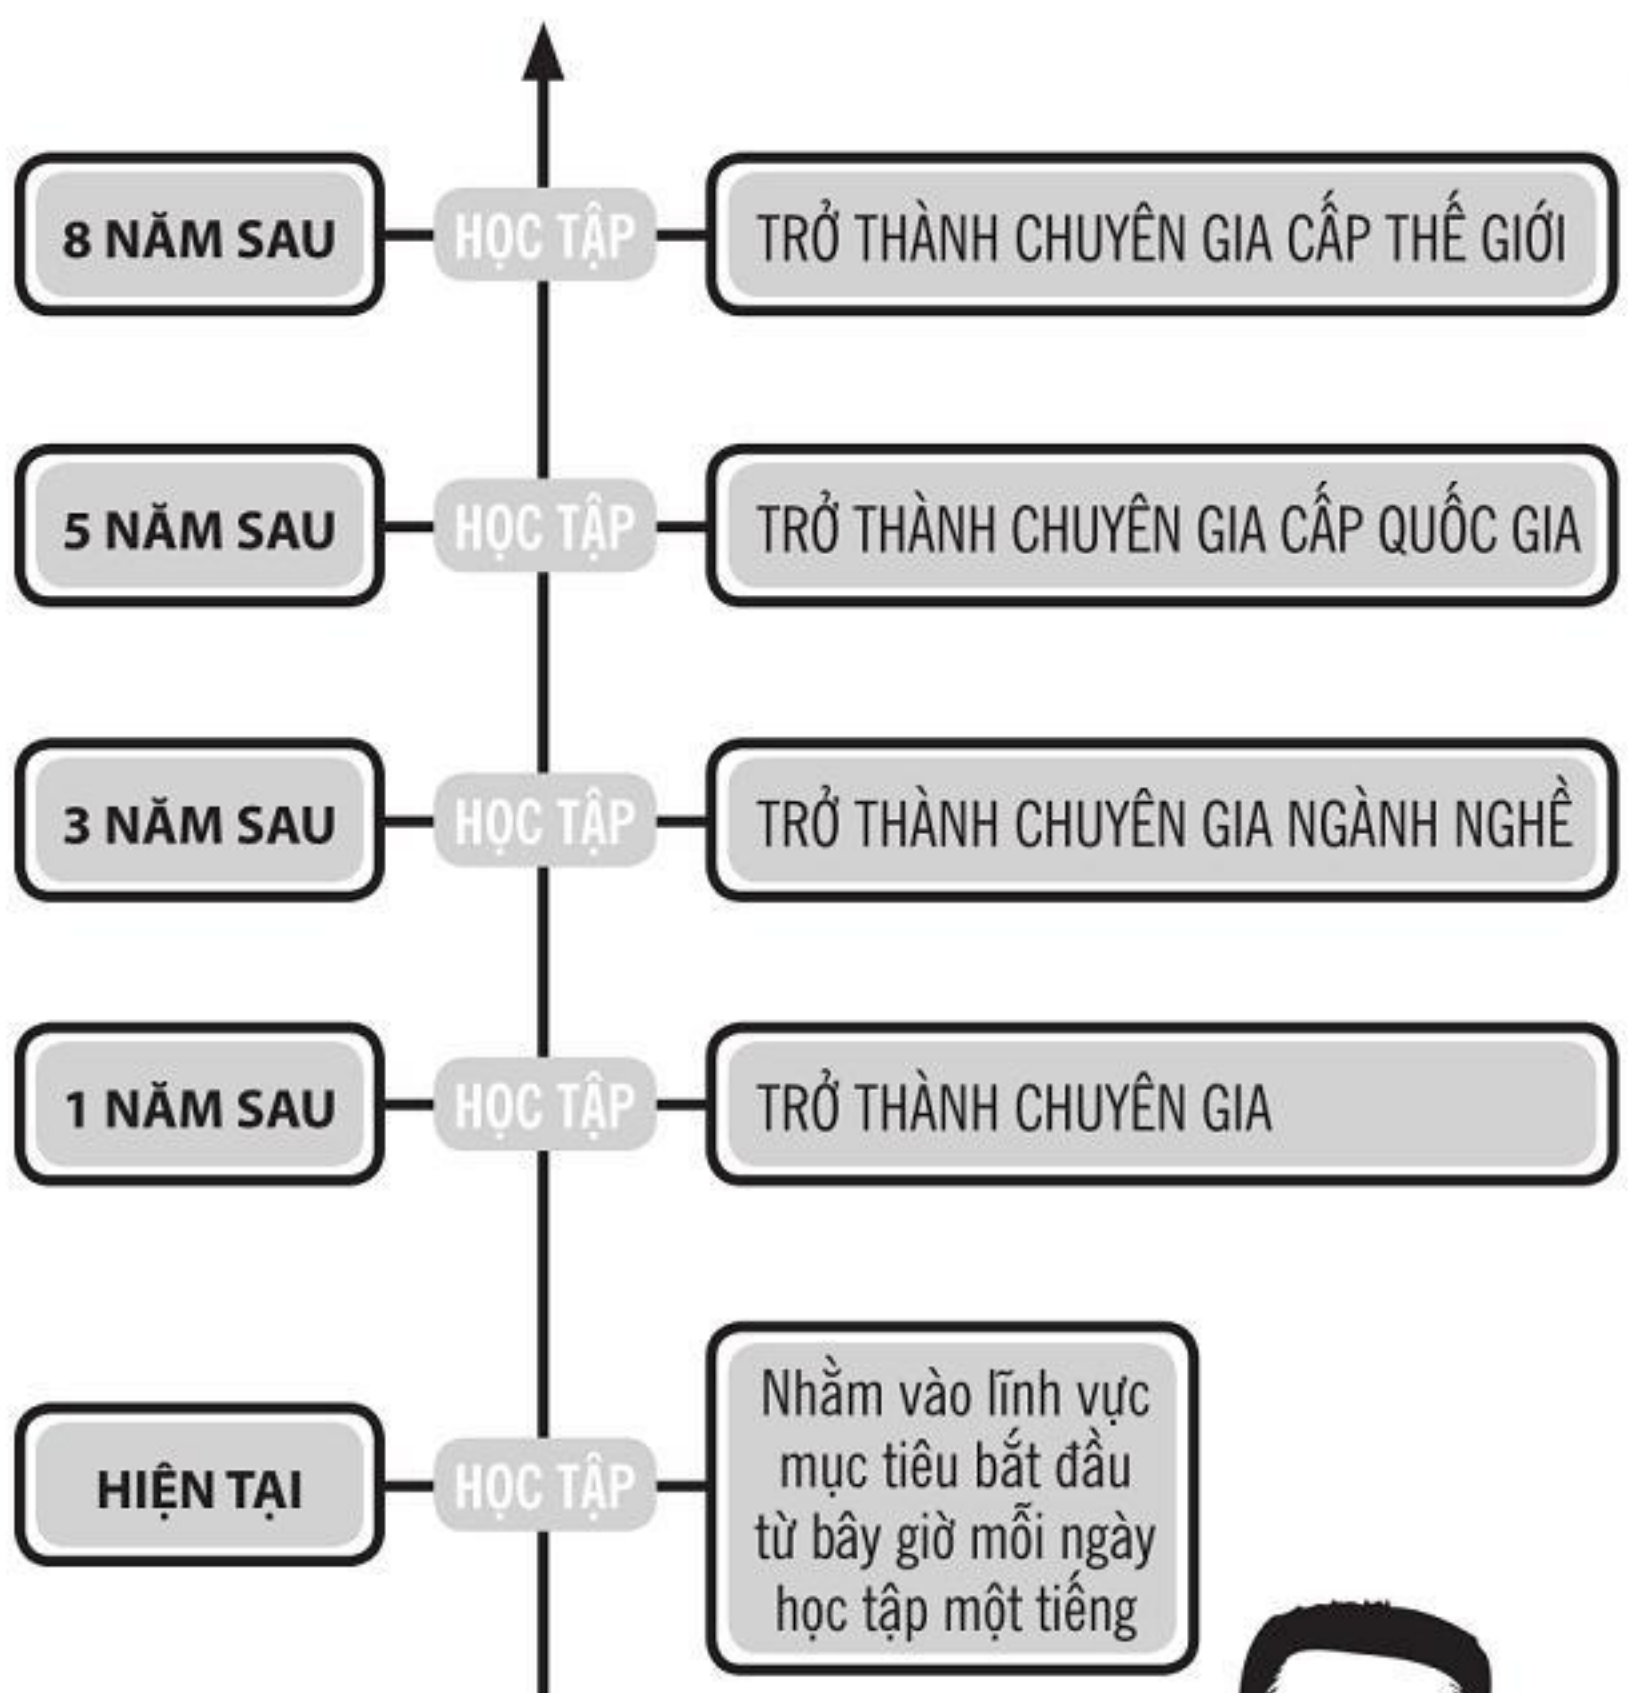 8 NĂM SAU
HỌC TẬP
TRỞ THÀNH CHUYÊN GIA CẤP THẾ GIỚI
5 NĂM SAU
HỌC TẬP
TRỞ THÀNH CHUYÊN GIA CẤP QUỐC GIA
3 NĂM SAU
HỌC TẬP
TRỞ THÀNH CHUYÊN GIA NGÀNH NGHỀ
1 NĂM SAU
HỌC TẬP
TRỞ THÀNH CHUYÊN GIA
HIỆN TẠI
HỌC TẬP
Nhằm vào lĩnh vực
mục tiêu bắt đầu
từ bây giờ mỗi ngày
học tập một tiếng